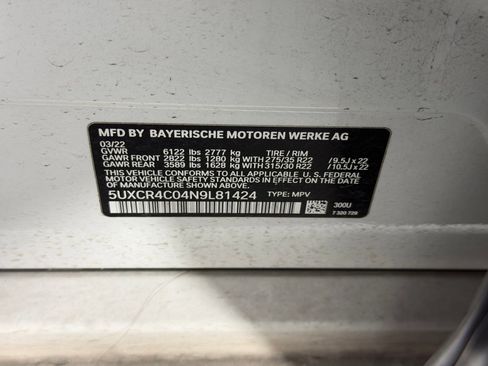 MFD BY BAYERISCHE MOTOREN WERKE AG
03/22
GVWR 6122 lbs 2777 kg TIRE / RIM
GAWR FRONT 2822 lbs 1280 kg WITH 275/35 R22 / 9.5J x 22
GAWR REAR 3589 lbs 1628 kg WITH 315/30 R22 / 10.5J x 22
THIS VEHICLE CONFORMS TO ALL APPLICABLE U. S. FEDERAL
MOTOR VEHICLE SAFETY STANDARDS IN EFFECT ON THE DATE OF
MANUFACTURE SHOWN ABOVE.
5UXCR4C04N9L81424 TYPE: MPV
300U
7 320 729